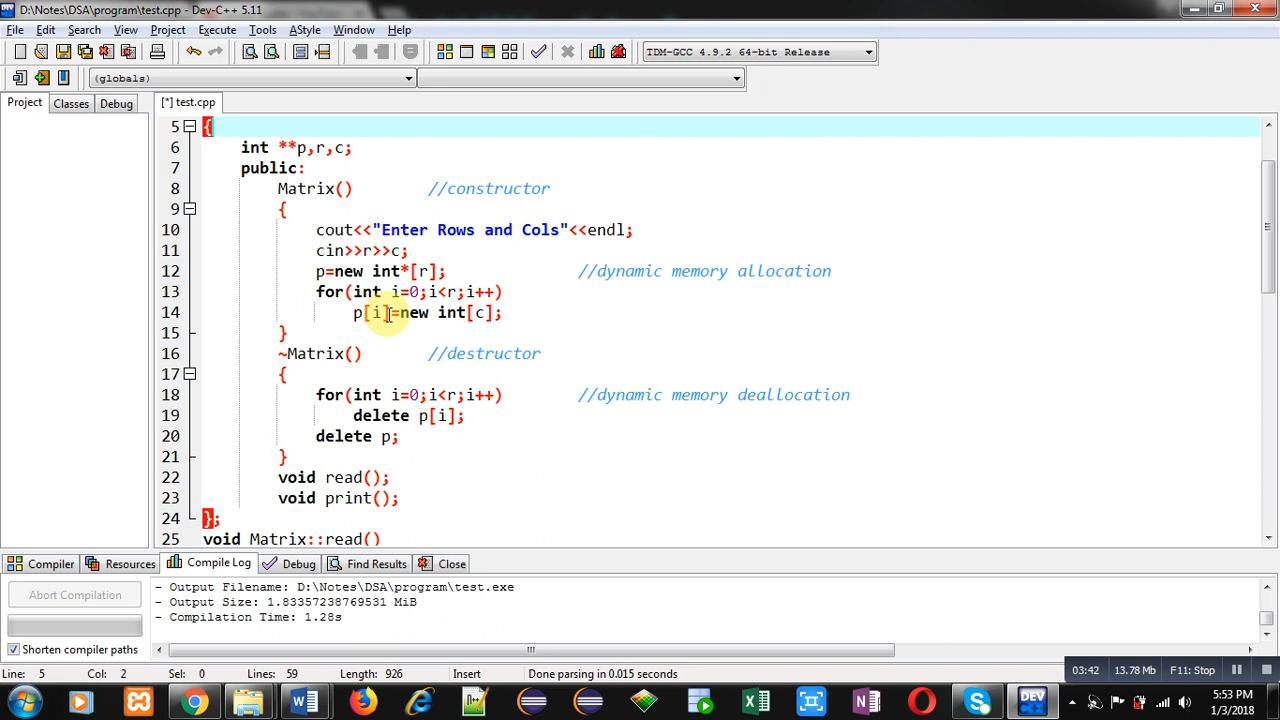 D:\Notes\DSA\program\test.cpp - Dev-C++ 5.11
File Edit Search View Project Execute Tools AStyle Window Help
TDM-GCC 4.9.2 64-bit Release
(globals)
Project Classes Debug [*] test.cpp
5 {
6 int **p,r,c;
7 public:
8 Matrix() //constructor
9 {
10 cout<<"Enter Rows and Cols"<<endl;
11 cin>>r>>c;
12 p=new int*[r]; //dynamic memory allocation
13 for(int i=0;i<r;i++)
14 p[i]=new int[c];
15 }
16 ~Matrix() //destructor
17 {
18 for(int i=0;i<r;i++) //dynamic memory deallocation
19 delete p[i];
20 delete p;
21 }
22 void read();
23 void print();
24 };
25 void Matrix::read()
Compiler Resources Compile Log Debug Find Results Close
Abort Compilation
- Output Filename: D:\Notes\DSA\program\test.exe
- Output Size: 1.83357238769531 MiB
- Compilation Time: 1.28s
Shorten compiler paths
Line: 5 Col: 2 Sel: 0 Lines: 59 Length: 926 Insert Done parsing in 0.015 seconds
03:42 13.78 Mb F11: Stop
DEV
5:53 PM
1/3/2018